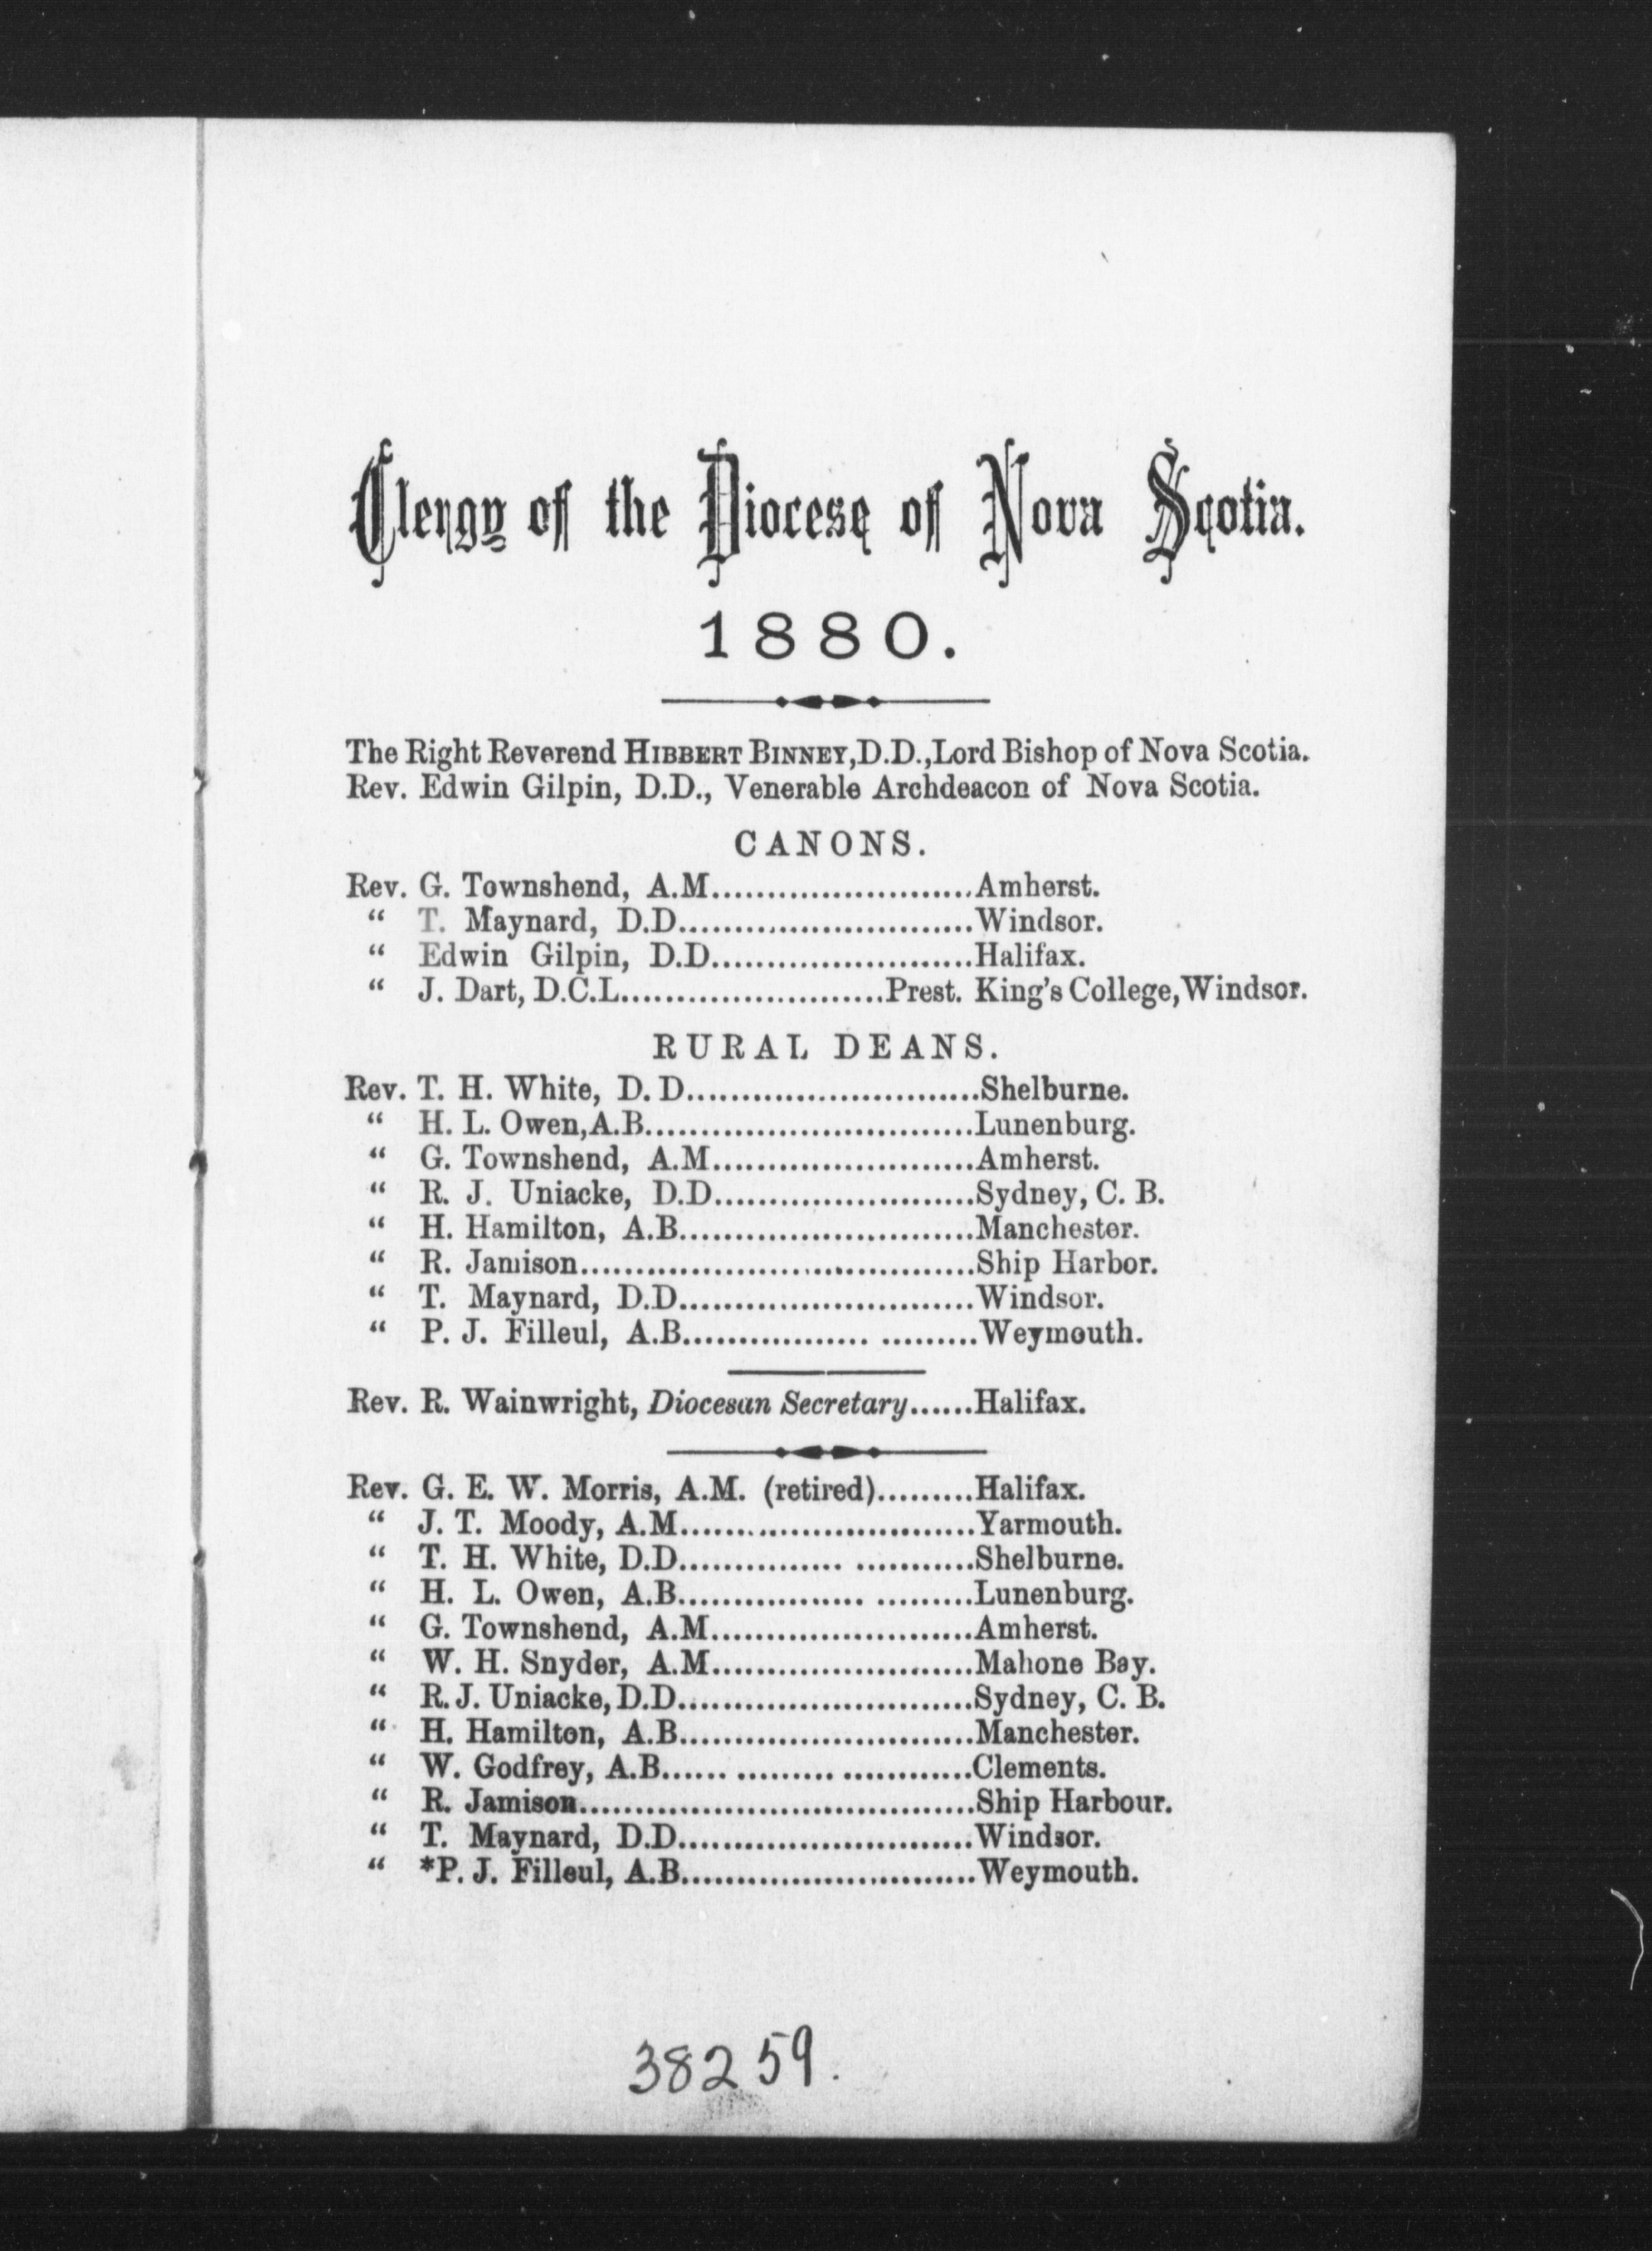 Clergy of the Diocese of Nova Scotia.
1880.
The Right Reverend HIBBERT BINNEY, D.D., Lord Bishop of Nova Scotia.
Rev. Edwin Gilpin, D.D., Venerable Archdeacon of Nova Scotia.
CANONS.
Rev. G. Townshend, A.M........................Amherst.
“ T. Maynard, D.D...........................Windsor.
“ Edwin Gilpin, D.D........................Halifax.
“ J. Dart, D.C.L........................Prest. King's College, Windsor.
RURAL DEANS.
Rev. T. H. White, D. D...........................Shelburne.
“ H. L. Owen, A.B..............................Lunenburg.
“ G. Townshend, A.M........................Amherst.
“ R. J. Uniacke, D.D........................Sydney, C. B.
“ H. Hamilton, A.B...........................Manchester.
“ R. Jamison....................................Ship Harbor.
“ T. Maynard, D.D...........................Windsor.
“ P. J. Filleul, A.B................. .........Weymouth.
Rev. R. Wainwright, Diocesan Secretary......Halifax.
Rev. G. E. W. Morris, A.M. (retired).........Halifax.
“ J. T. Moody, A.M...........................Yarmouth.
“ T. H. White, D.D............... ...........Shelburne.
“ H. L. Owen, A.B................. .........Lunenburg.
“ G. Townshend, A.M........................Amherst.
“ W. H. Snyder, A.M........................Mahone Bay.
“ R. J. Uniacke, D.D...........................Sydney, C. B.
“ H. Hamilton, A.B...........................Manchester.
“ W. Godfrey, A.B...... ......... ............Clements.
“ R. Jamison....................................Ship Harbour.
“ T. Maynard, D.D...........................Windsor.
“ *P. J. Filleul, A.B...........................Weymouth.
38259.